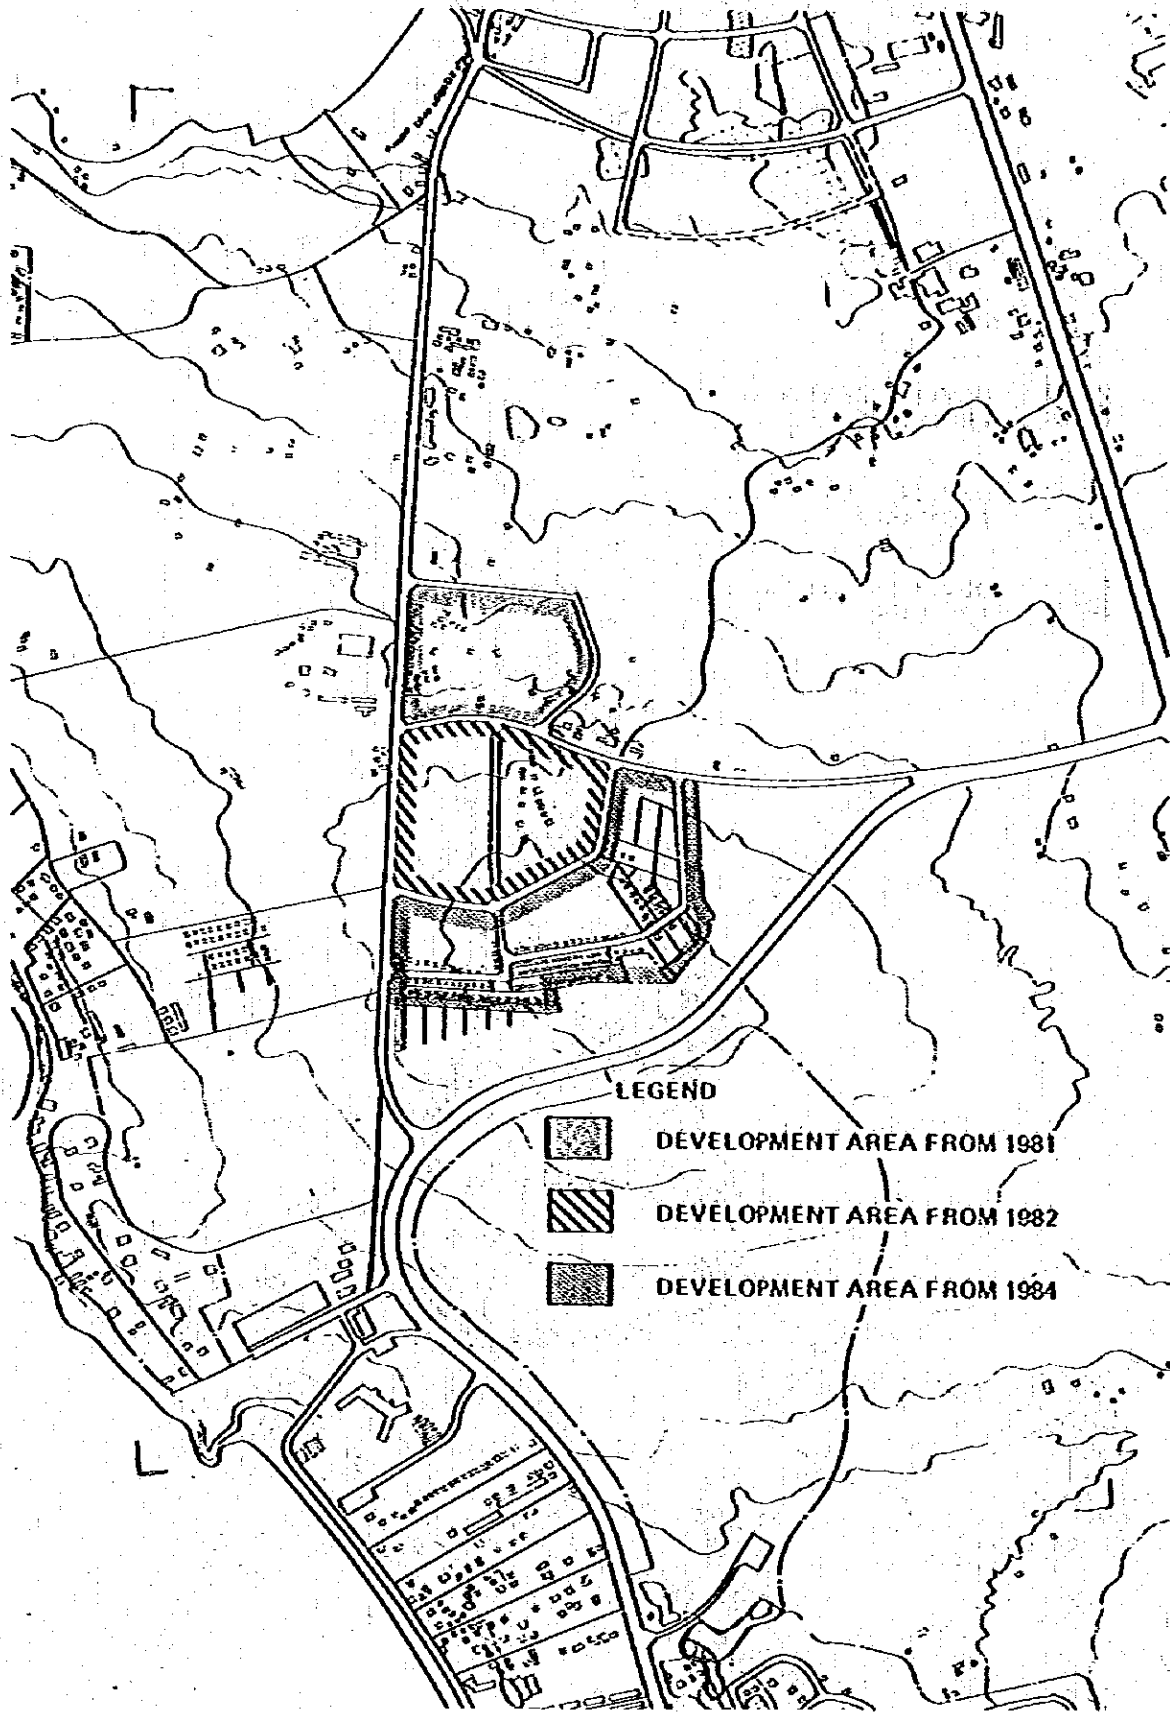 LEGEND
DEVELOPMENT AREA FROM 1981
DEVELOPMENT AREA FROM 1982
DEVELOPMENT AREA FROM 1984